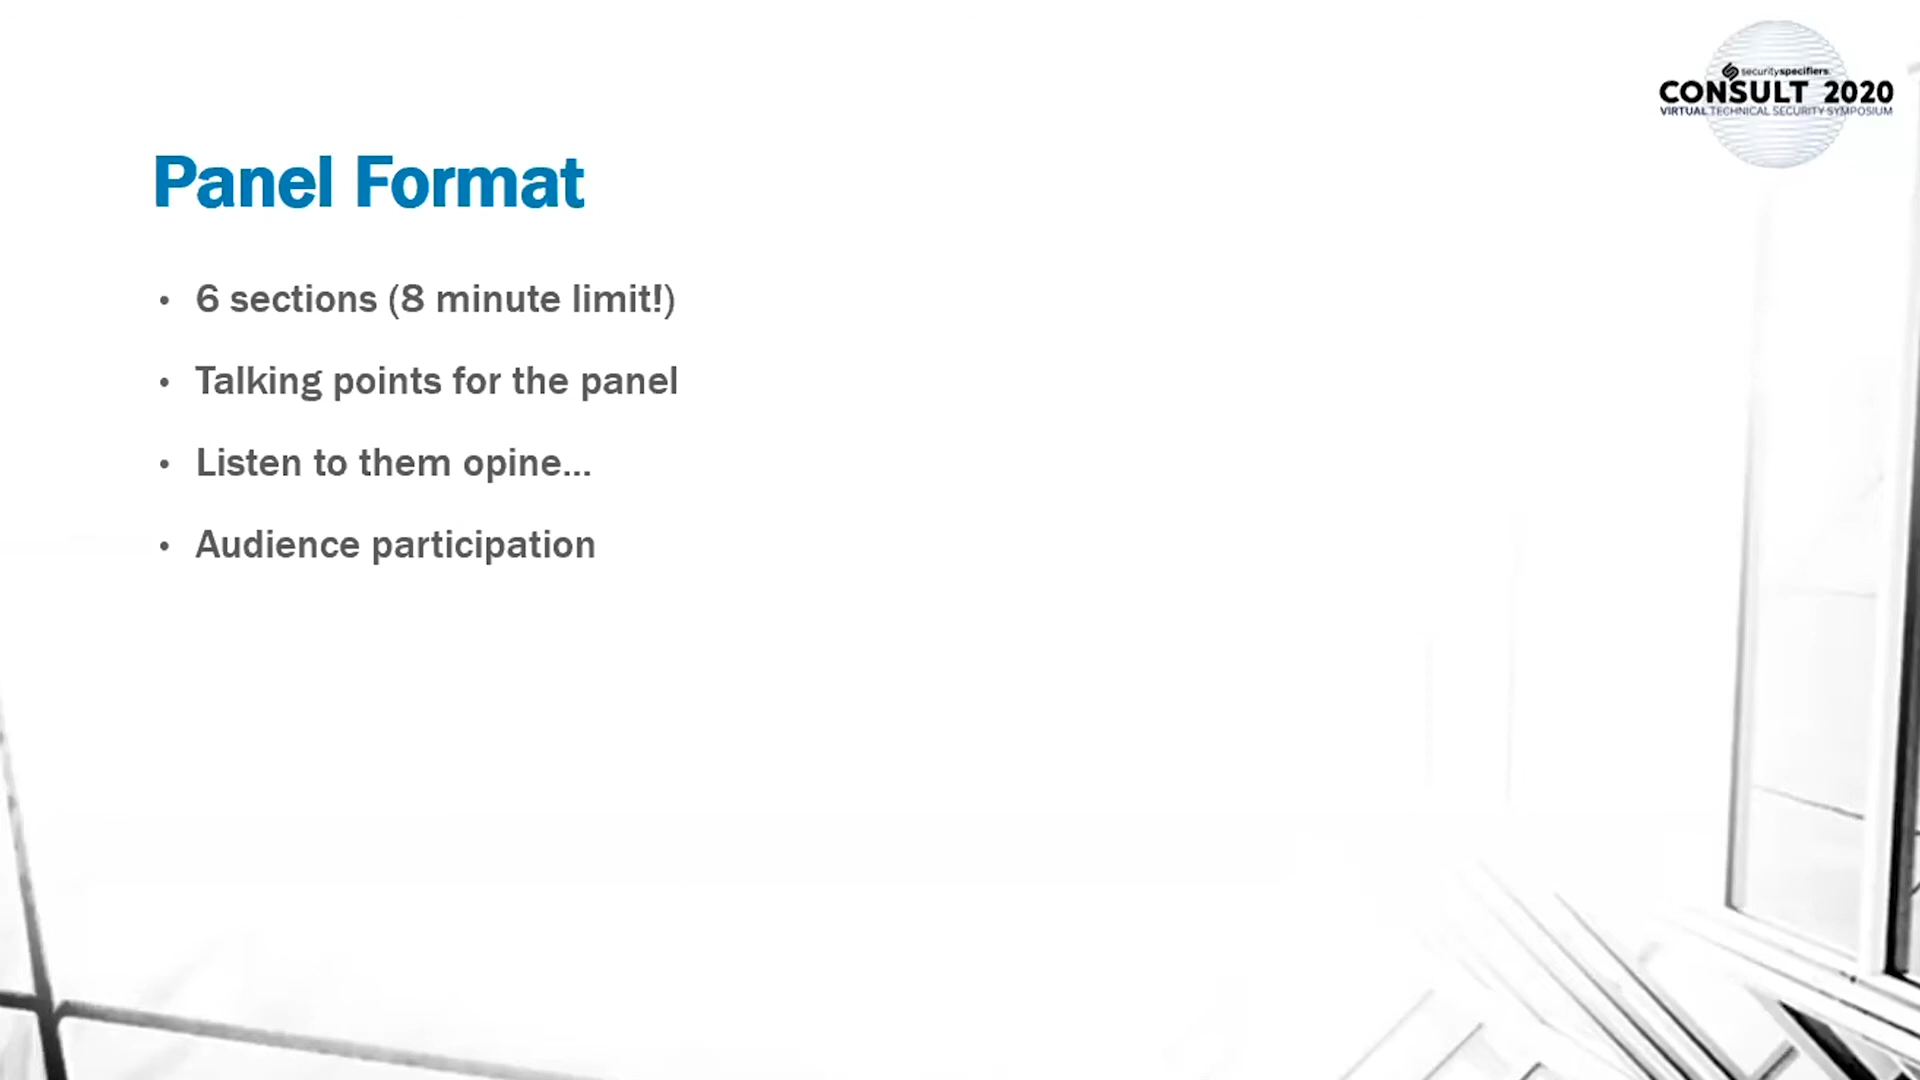 securityspecifiers
CONSULT 2020
VIRTUAL TECHNICAL SECURITY SYMPOSIUM
Panel Format
• 6 sections (8 minute limit!)
• Talking points for the panel
• Listen to them opine...
• Audience participation